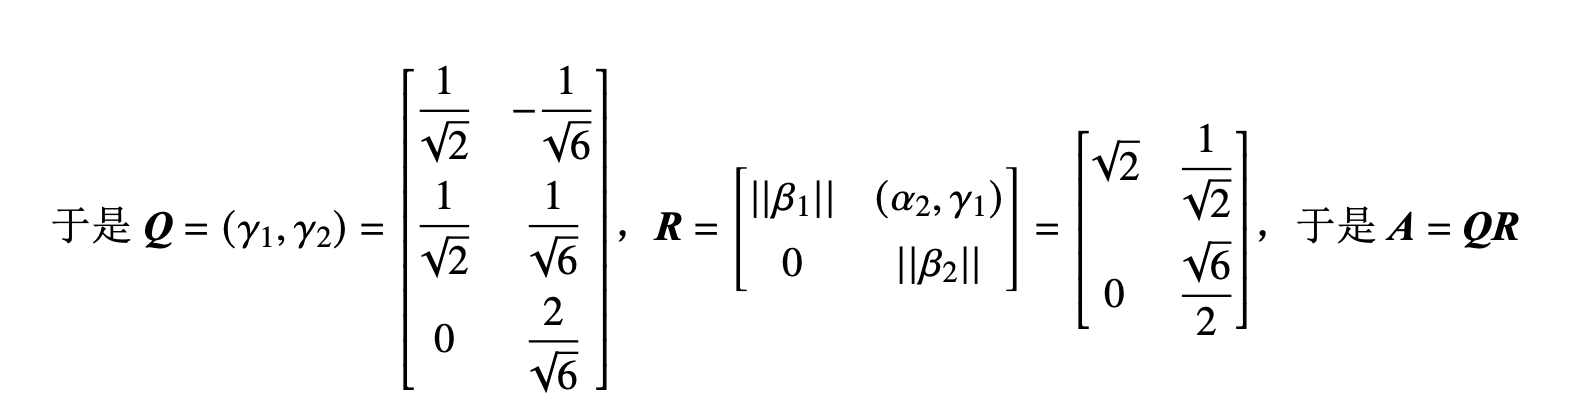 于是 $\boldsymbol{Q} = (\gamma_1, \gamma_2) = \begin{bmatrix} \frac{1}{\sqrt{2}} & -\frac{1}{\sqrt{6}} \\ \frac{1}{\sqrt{2}} & \frac{1}{\sqrt{6}} \\ 0 & \frac{2}{\sqrt{6}} \end{bmatrix}$，$\boldsymbol{R} = \begin{bmatrix} ||\beta_1|| & (\alpha_2, \gamma_1) \\ 0 & ||\beta_2|| \end{bmatrix} = \begin{bmatrix} \sqrt{2} & \frac{1}{\sqrt{2}} \\ 0 & \frac{\sqrt{6}}{2} \end{bmatrix}$，于是 $\boldsymbol{A} = \boldsymbol{QR}$